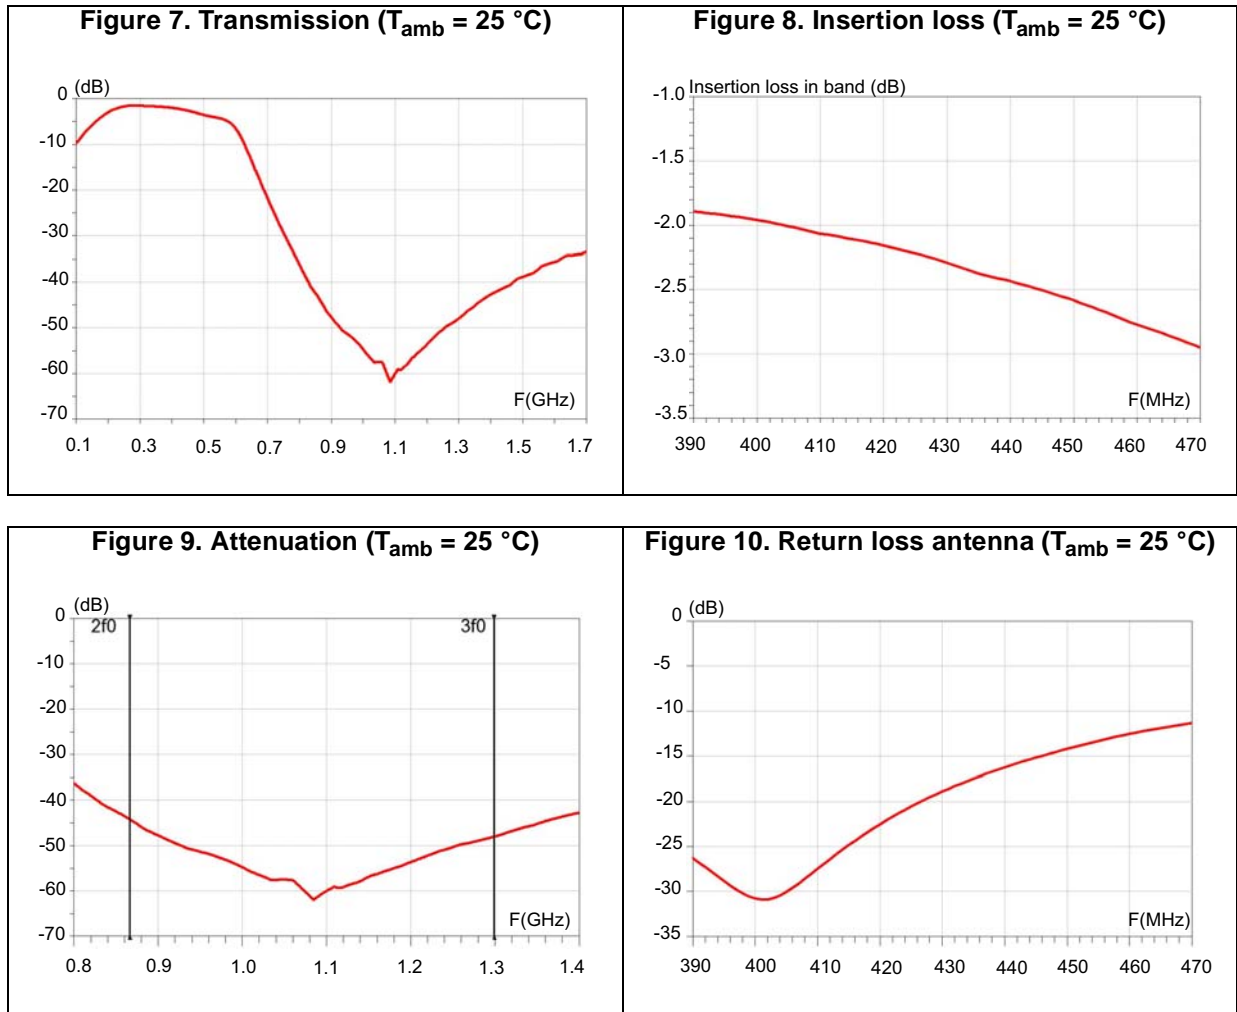 Figure 7. Transmission (Tamb = 25 °C)
(dB)
0
-10
-20
-30
-40
-50
-60
-70
F(GHz)
0.1 0.3 0.5 0.7 0.9 1.1 1.3 1.5 1.7
Figure 8. Insertion loss (Tamb = 25 °C)
Insertion loss in band (dB)
-1.0
-1.5
-2.0
-2.5
-3.0
-3.5
F(MHz)
390 400 410 420 430 440 450 460 470
Figure 9. Attenuation (Tamb = 25 °C)
(dB)
0
2f0 3f0
-10
-20
-30
-40
-50
-60
-70
F(GHz)
0.8 0.9 1.0 1.1 1.2 1.3 1.4
Figure 10. Return loss antenna (Tamb = 25 °C)
0 (dB)
-5
-10
-15
-20
-25
-30
-35
F(MHz)
390 400 410 420 430 440 450 460 470